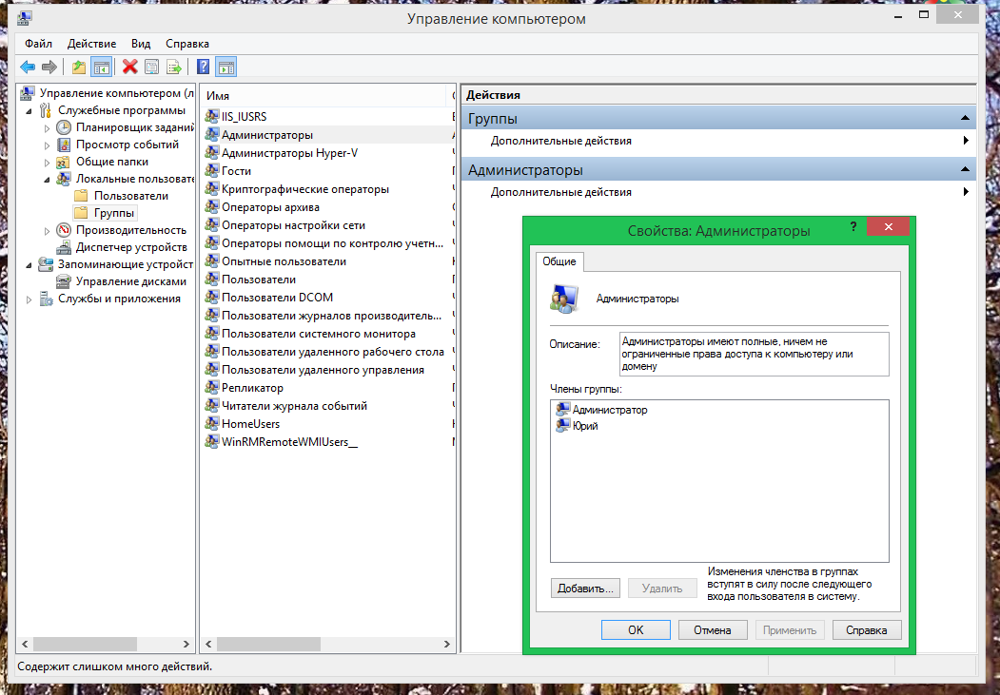 Управление компьютером
Файл Действие Вид Справка
Управление компьютером (л
Служебные программы
Планировщик заданий
Просмотр событий
Общие папки
Локальные пользовате
Пользователи
Группы
Производительность
Диспетчер устройств
Запоминающие устройст
Управление дисками
Службы и приложения
Имя
IIS_IUSRS
Администраторы
Администраторы Hyper-V
Гости
Криптографические операторы
Операторы архива
Операторы настройки сети
Операторы помощи по контролю учетн...
Опытные пользователи
Пользователи
Пользователи DCOM
Пользователи журналов производитель...
Пользователи системного монитора
Пользователи удаленного рабочего стола
Пользователи удаленного управления
Репликатор
Читатели журнала событий
HomeUsers
WinRMRemoteWMIUsers__
Действия
Группы
Дополнительные действия
Администраторы
Дополнительные действия
Свойства: Администраторы
?
Общие
Администраторы
Описание:
Администраторы имеют полные, ничем не
ограниченные права доступа к компьютеру или
домену
Члены группы:
Администратор
Юрий
Добавить...
Удалить
Изменения членства в группах
вступят в силу после следующего
входа пользователя в систему.
OK
Отмена
Применить
Справка
Содержит слишком много действий.